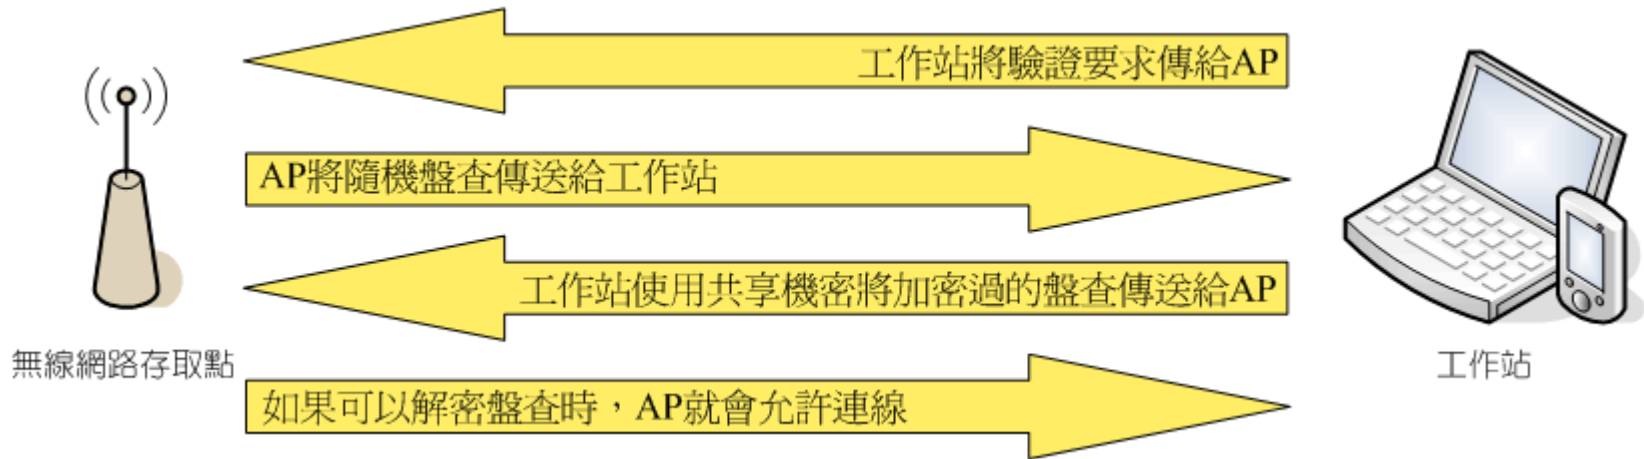 工作站將驗證要求傳給AP
AP將隨機盤查傳送給工作站
工作站使用共享機密將加密過的盤查傳送給AP
無線網路存取點
工作站
如果可以解密盤查時，AP就會允許連線